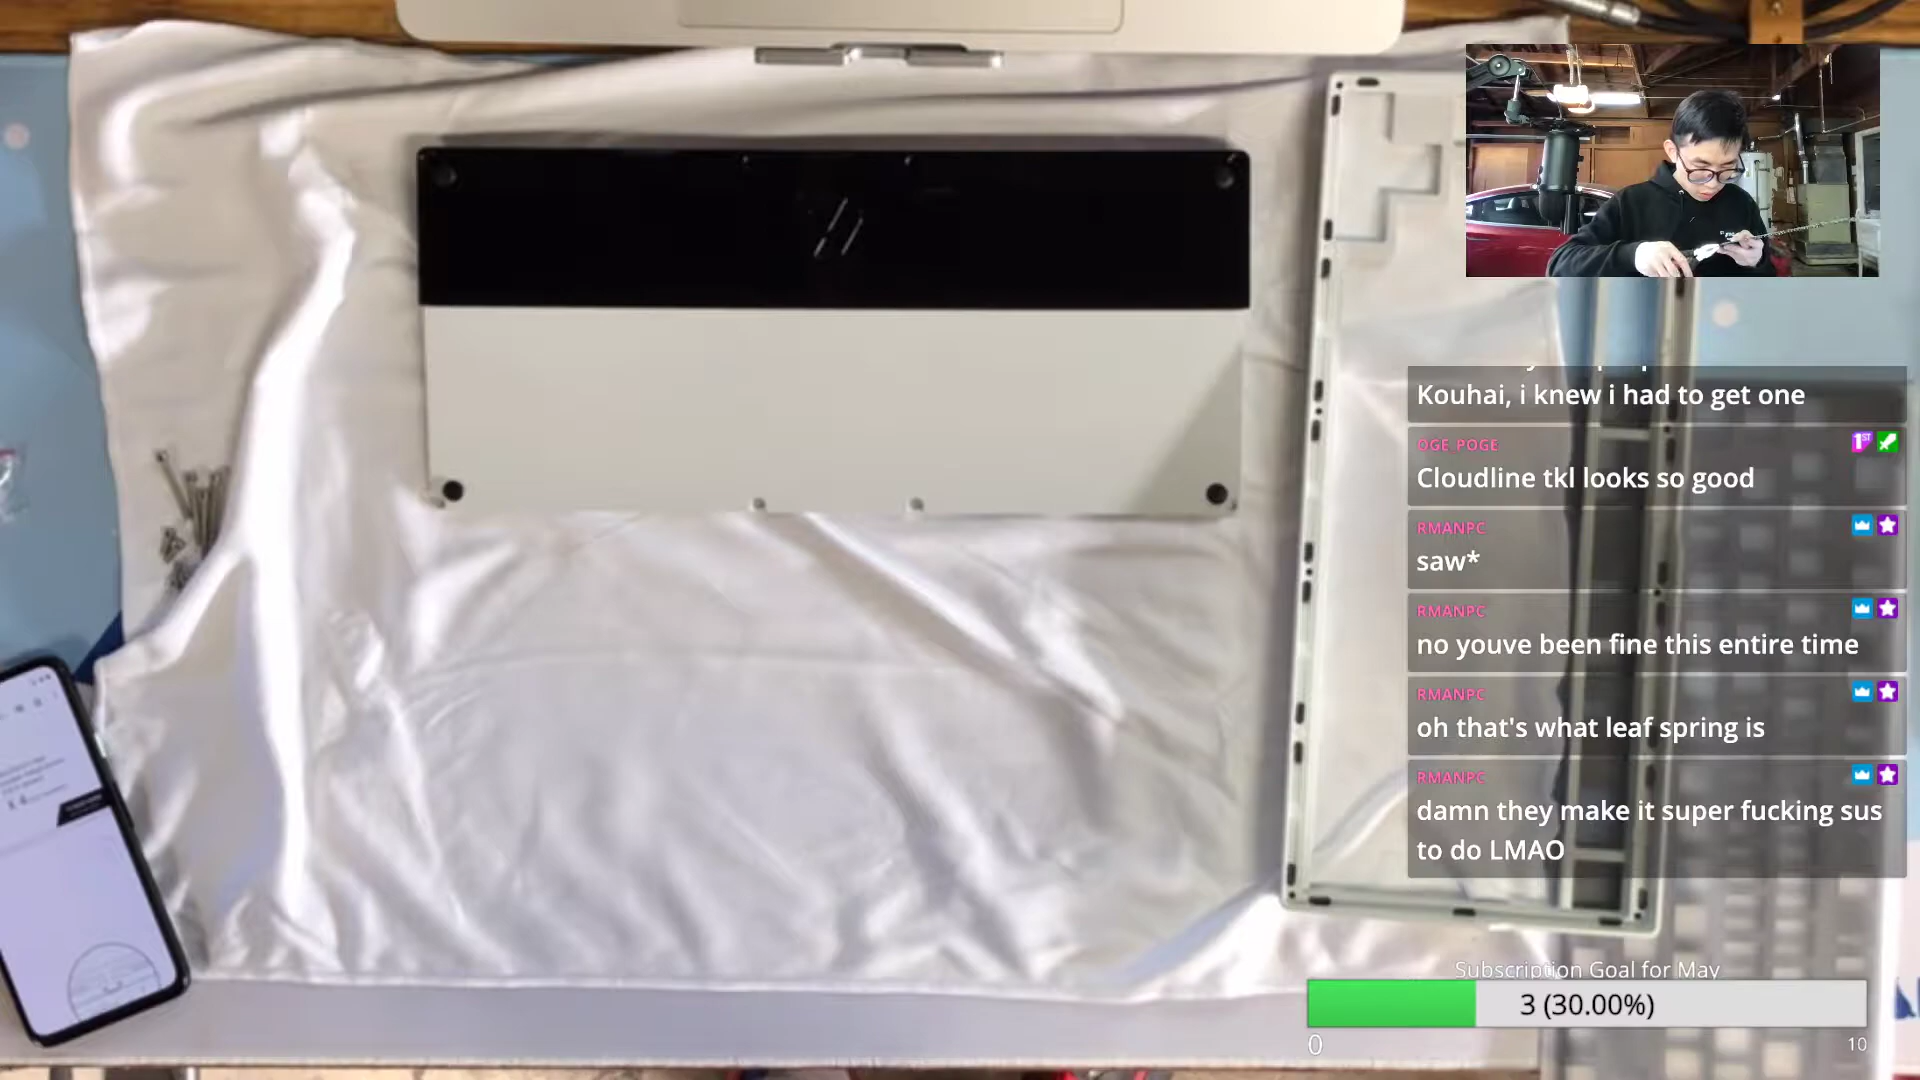 Kouhai, i knew i had to get one
OGE_POGE
1ST
Cloudline tkl looks so good
RMANPC
saw*
RMANPC
no youve been fine this entire time
RMANPC
oh that's what leaf spring is
RMANPC
damn they make it super fucking sus
to do LMAO
Subscription Goal for May
3 (30.00%)
0
10